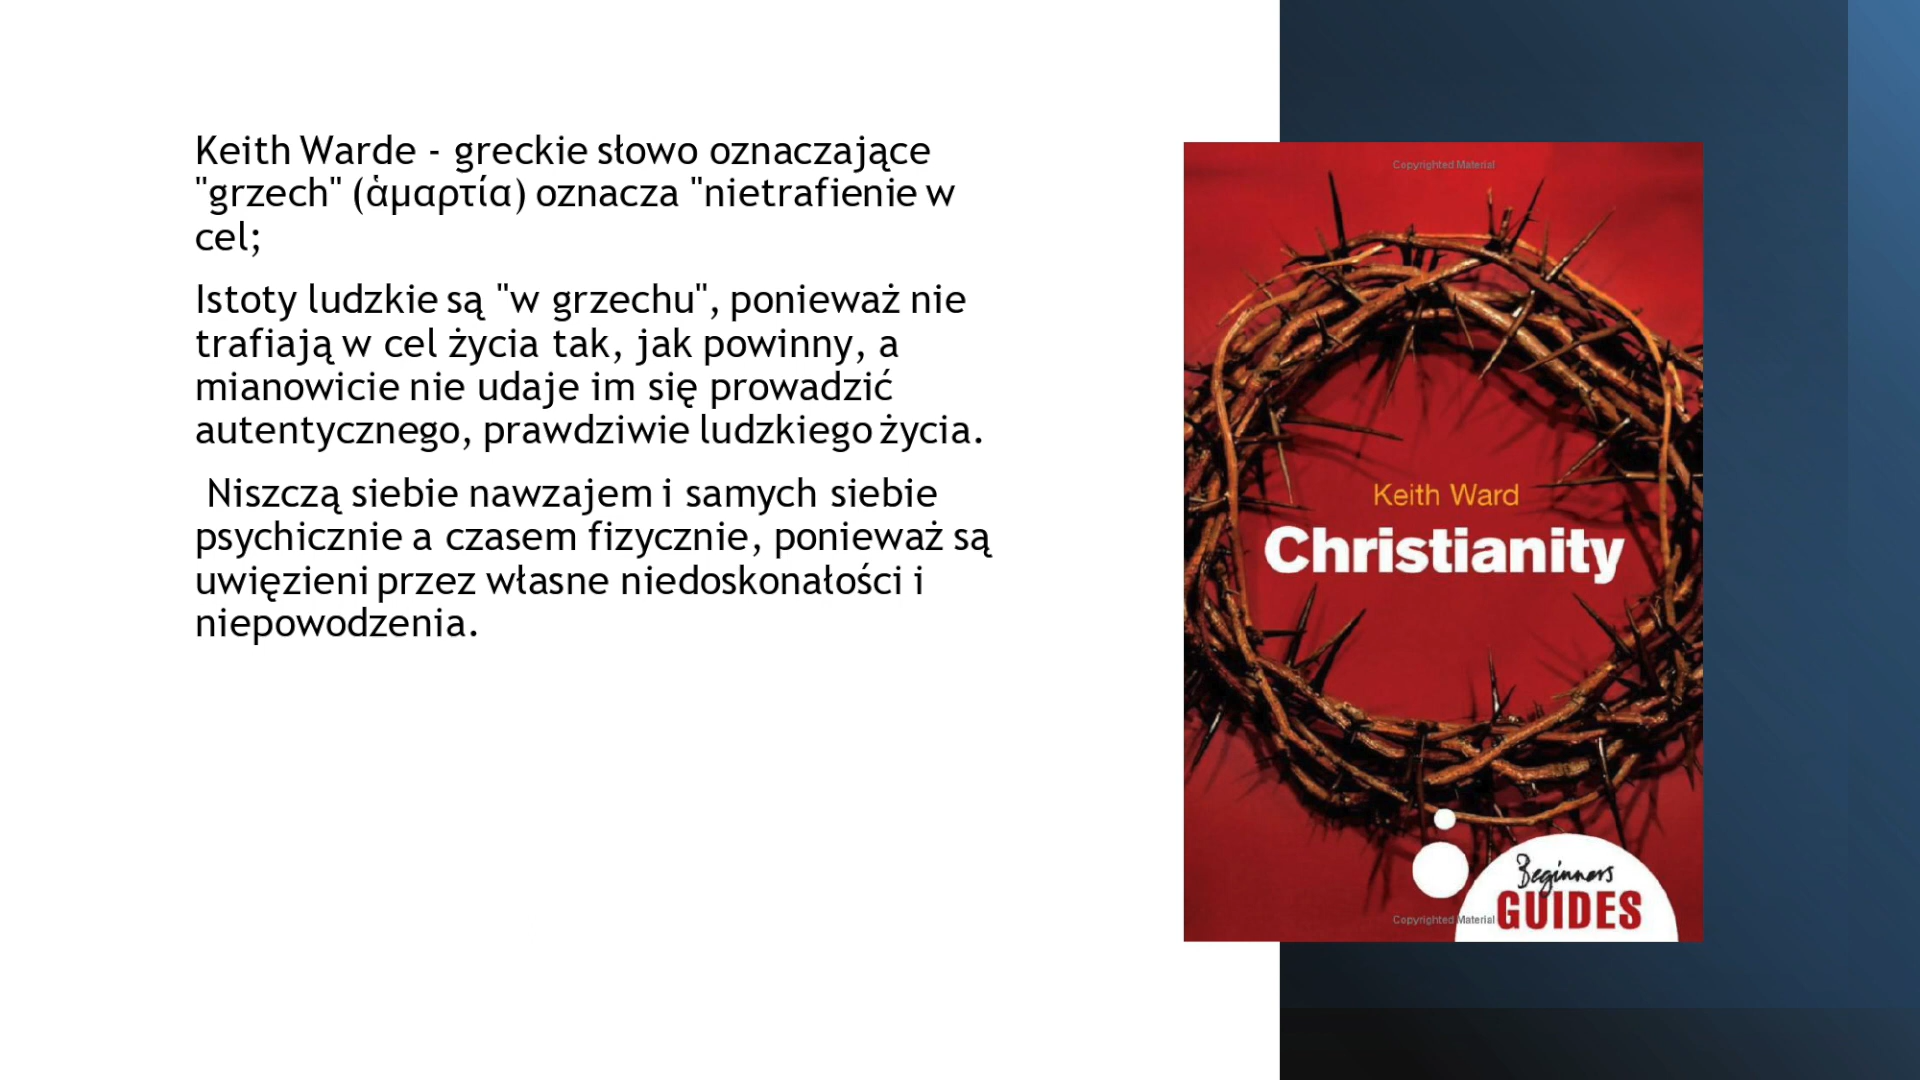 Keith Warde - greckie słowo oznaczające
"grzech" (ἁμαρτία) oznacza "nietrafienie w
cel;
Istoty ludzkie są "w grzechu", ponieważ nie
trafiają w cel życia tak, jak powinny, a
mianowicie nie udaje im się prowadzić
autentycznego, prawdziwie ludzkiego życia.
Niszczą siebie nawzajem i samych siebie
psychicznie a czasem fizycznie, ponieważ są
uwięzieni przez własne niedoskonałości i
niepowodzenia.
Copyrighted Material
Keith Ward
Christianity
Beginners
GUIDES
Copyrighted Material